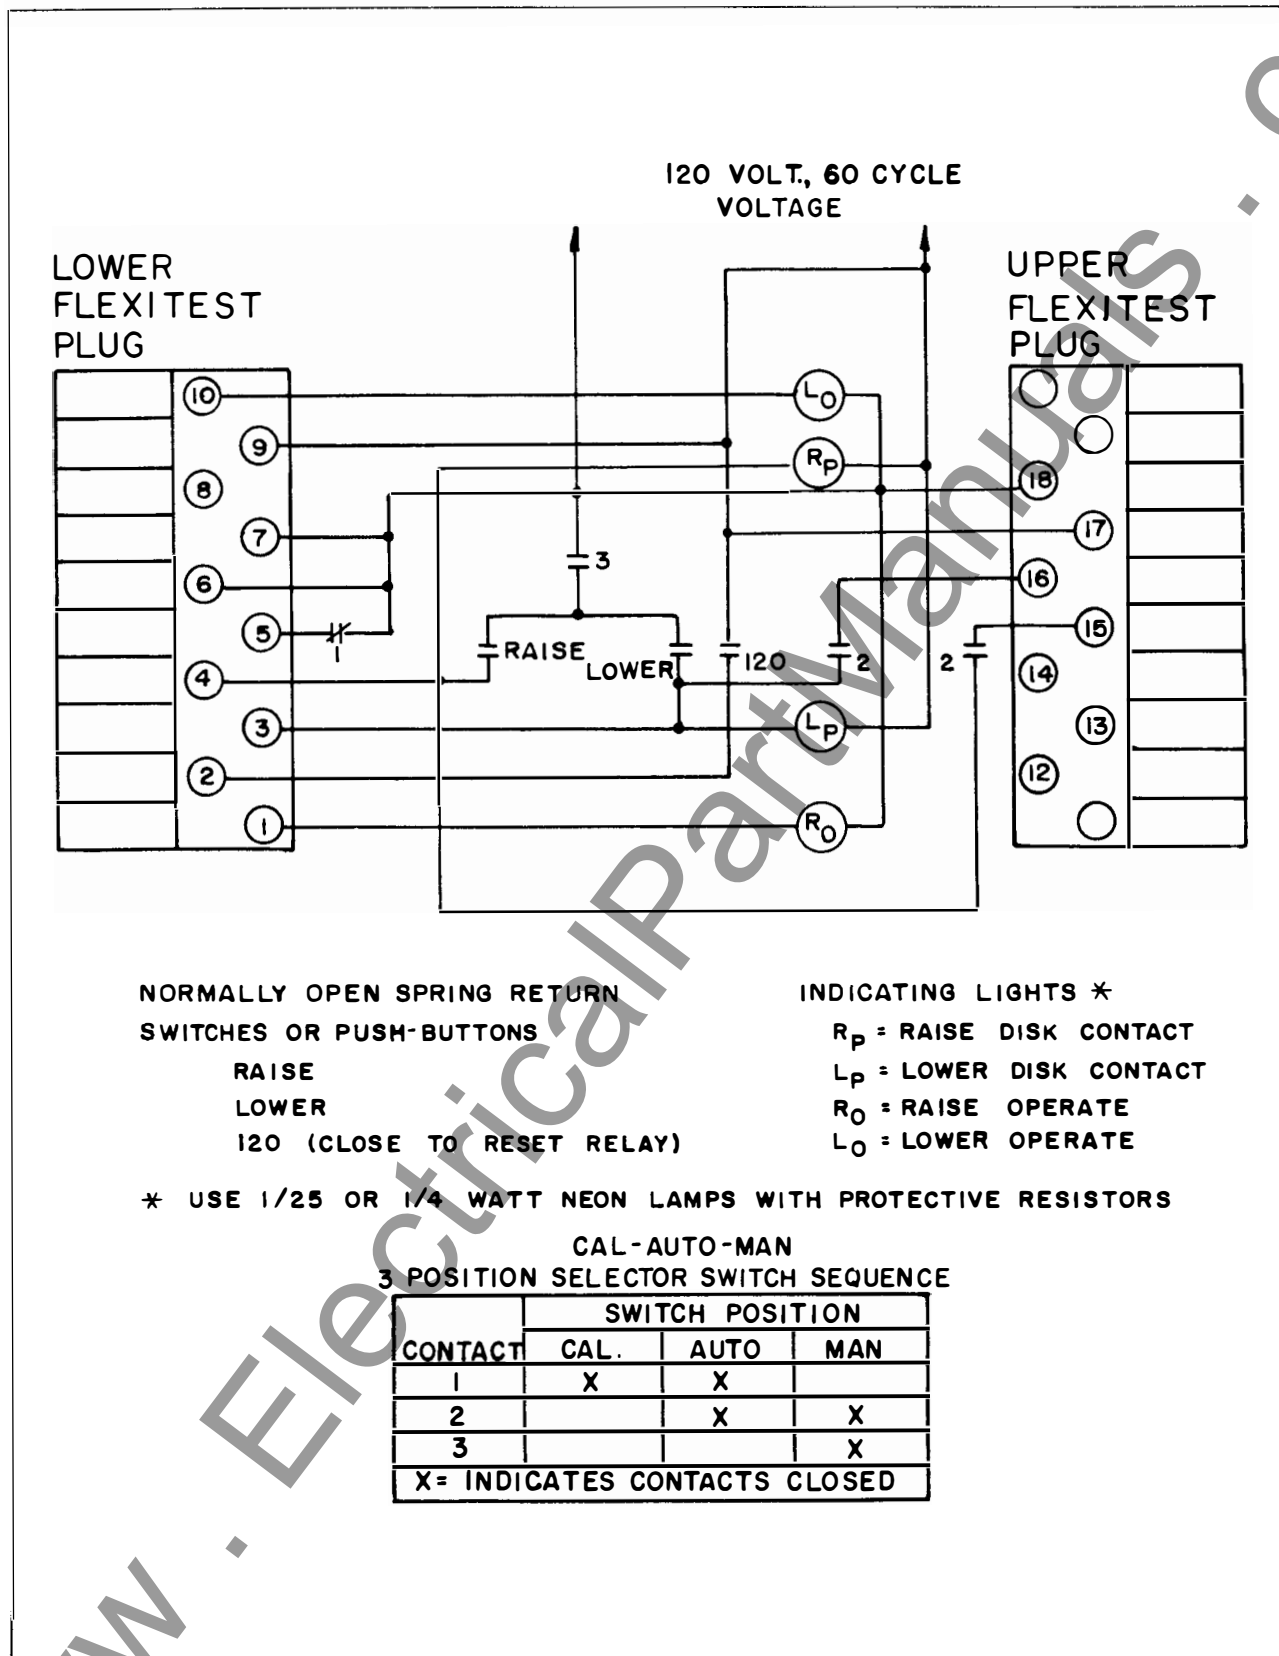 120 VOLT., 60 CYCLE
VOLTAGE
LOWER
FLEXITEST
PLUG
UPPER
FLEXITEST
PLUG
10
9
8
7
6
5
4
3
2
1
1
3
RAISE
LOWER
120
2
2
LO
RP
LP
RO
18
17
16
15
14
13
12
NORMALLY OPEN SPRING RETURN
SWITCHES OR PUSH-BUTTONS
RAISE
LOWER
120 (CLOSE TO RESET RELAY)
INDICATING LIGHTS *
RP = RAISE DISK CONTACT
LP = LOWER DISK CONTACT
RO = RAISE OPERATE
LO = LOWER OPERATE
* USE 1/25 OR 1/4 WATT NEON LAMPS WITH PROTECTIVE RESISTORS
CAL-AUTO-MAN
3 POSITION SELECTOR SWITCH SEQUENCE
SWITCH POSITION
CONTACT CAL. AUTO MAN
1 X X
2 X X
3 X
X= INDICATES CONTACTS CLOSED
w . ElectricalPartManuals .